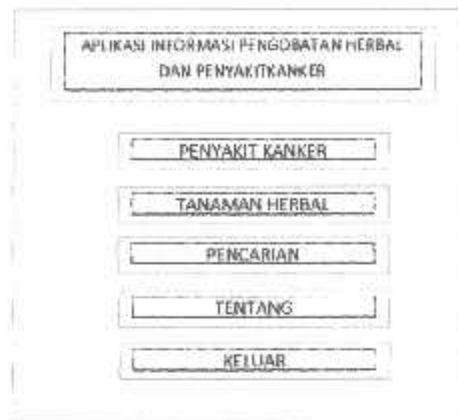 APLIKASI INFORMASI PENGOBATAN HERBAL
DAN PENYAKITKANKER
PENYAKIT KANKER
TANAMAN HERBAL
PENCARIAN
TENTANG
KELUAR